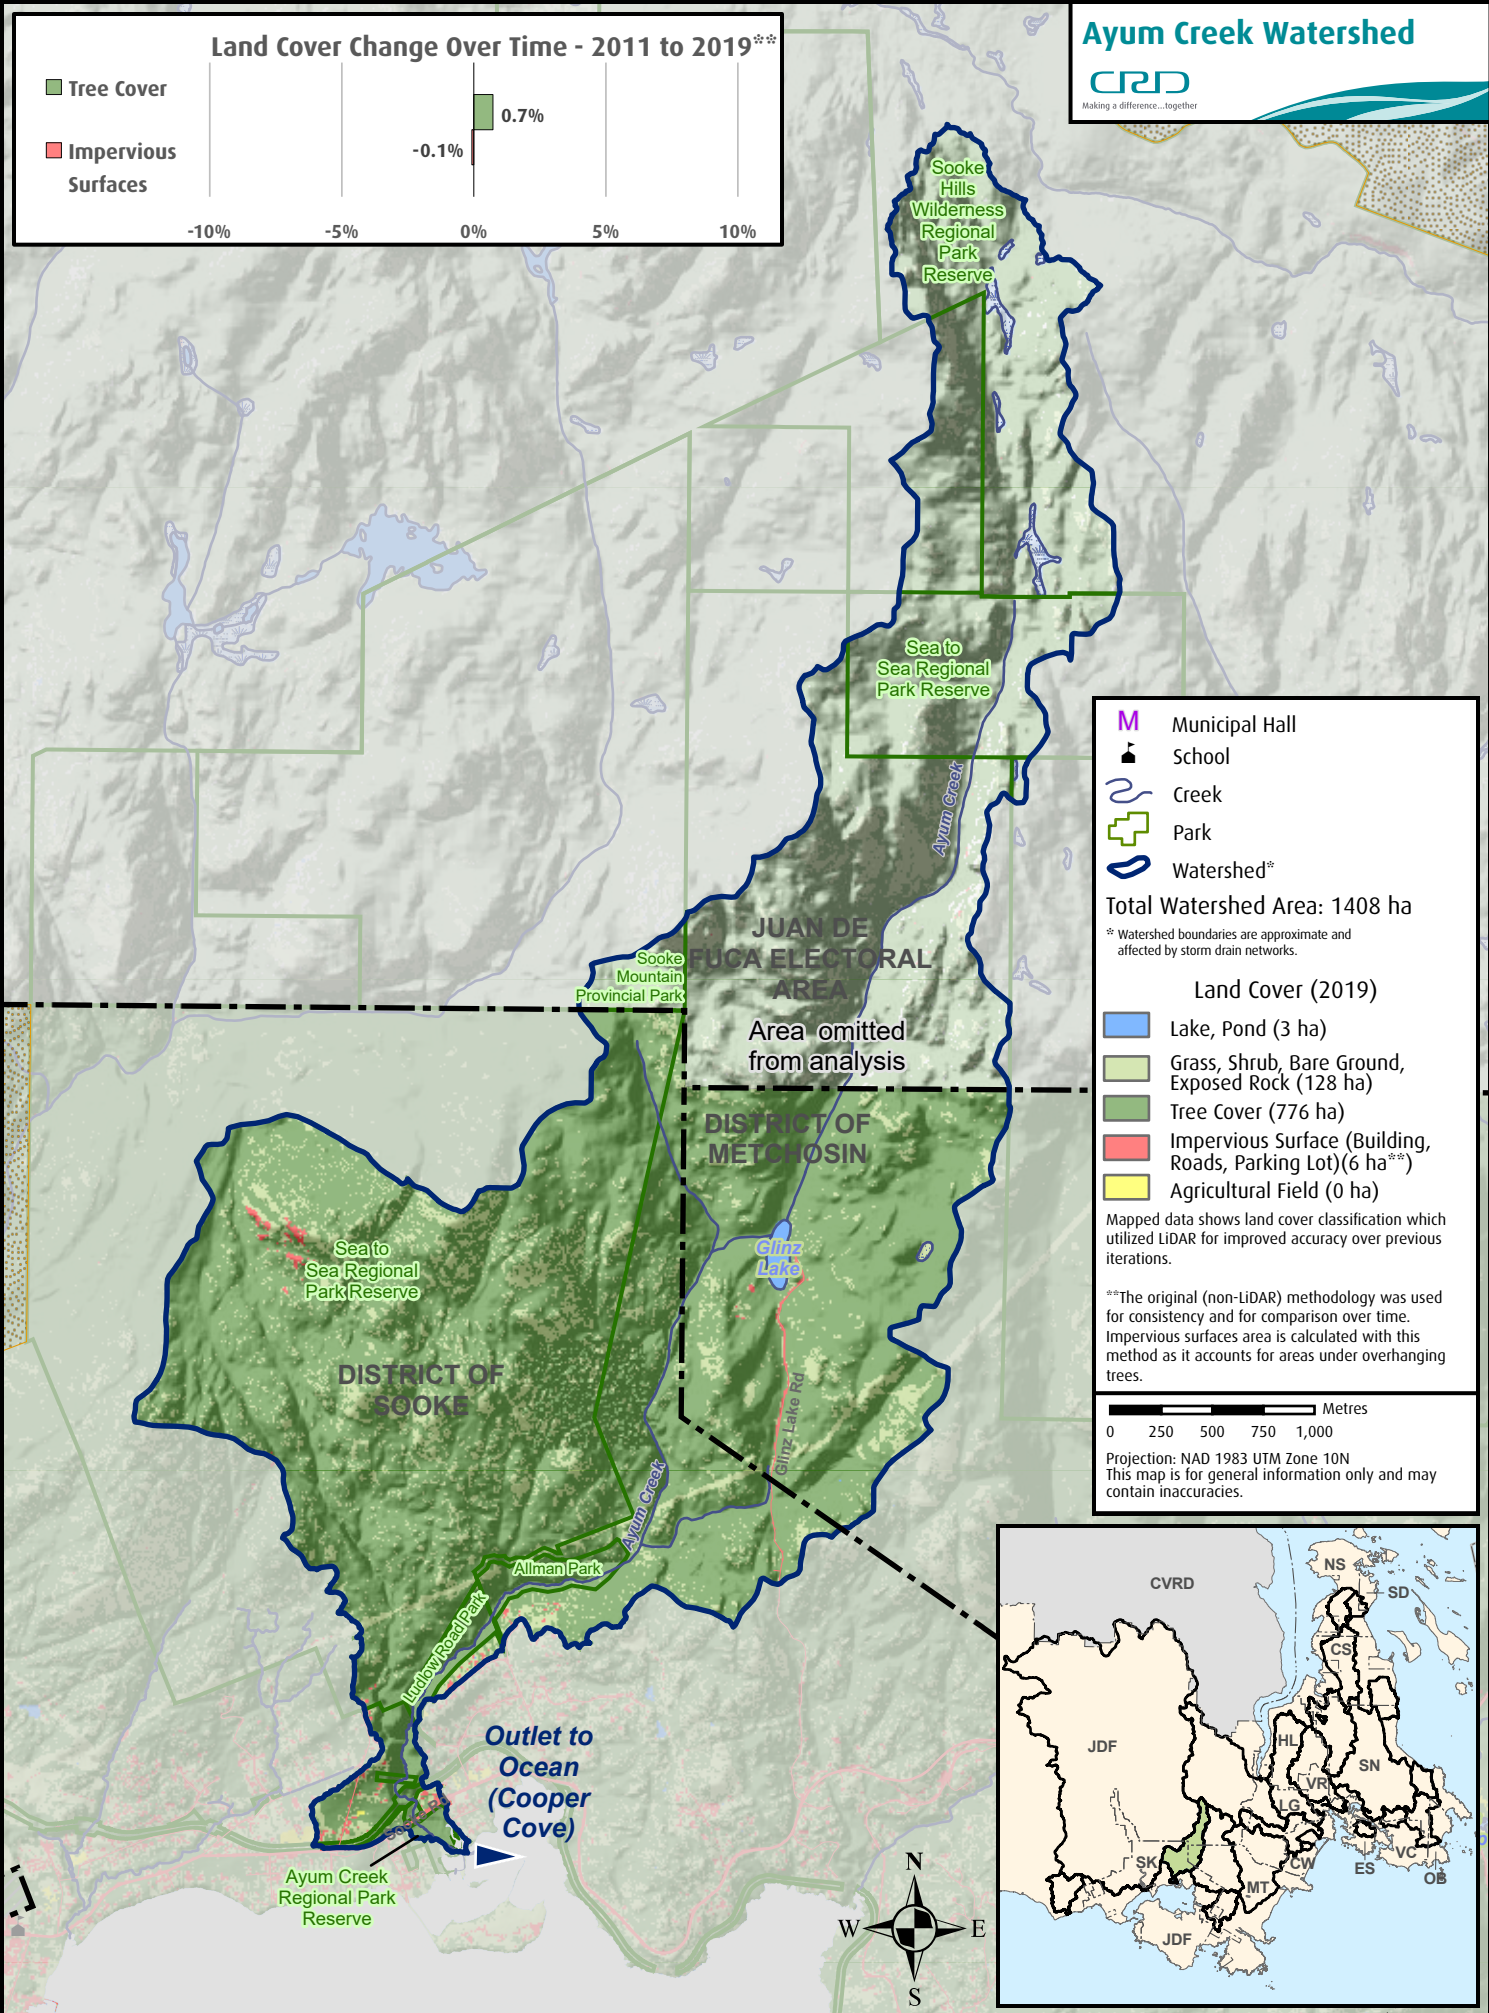 Land Cover Change Over Time - 2011 to 2019**
Tree Cover
0.7%
Impervious
Surfaces
-0.1%
-10%
-5%
0%
5%
10%
Ayum Creek Watershed
CRD
Making a difference...together
Sooke
Hills
Wilderness
Regional
Park
Reserve
Sea to
Sea Regional
Park Reserve
Ayum Creek
JUAN DE
FUCA ELECTORAL
AREA
Sooke
Mountain
Provincial Park
Area omitted
from analysis
DISTRICT OF
METCHOSIN
Glinz
Lake
Sea to
Sea Regional
Park Reserve
DISTRICT OF
SOOKE
Glinz Lake Rd
Ayum Creek
Allman Park
Ludlow Road Park
Outlet to
Ocean
(Cooper
Cove)
Sooke Rd
Ayum Creek
Regional Park
Reserve
N
W
E
S
M Municipal Hall
School
Creek
Park
Watershed*
Total Watershed Area: 1408 ha
* Watershed boundaries are approximate and
affected by storm drain networks.
Land Cover (2019)
Lake, Pond (3 ha)
Grass, Shrub, Bare Ground,
Exposed Rock (128 ha)
Tree Cover (776 ha)
Impervious Surface (Building,
Roads, Parking Lot)(6 ha**)
Agricultural Field (0 ha)
Mapped data shows land cover classification which
utilized LiDAR for improved accuracy over previous
iterations.
**The original (non-LiDAR) methodology was used
for consistency and for comparison over time.
Impervious surfaces area is calculated with this
method as it accounts for areas under overhanging
trees.
Metres
0 250 500 750 1,000
Projection: NAD 1983 UTM Zone 10N
This map is for general information only and may
contain inaccuracies.
CVRD
NS
SD
CS
JDF
HL
SN
VR
LG
SK
CW
ES
VC
OB
MT
JDF